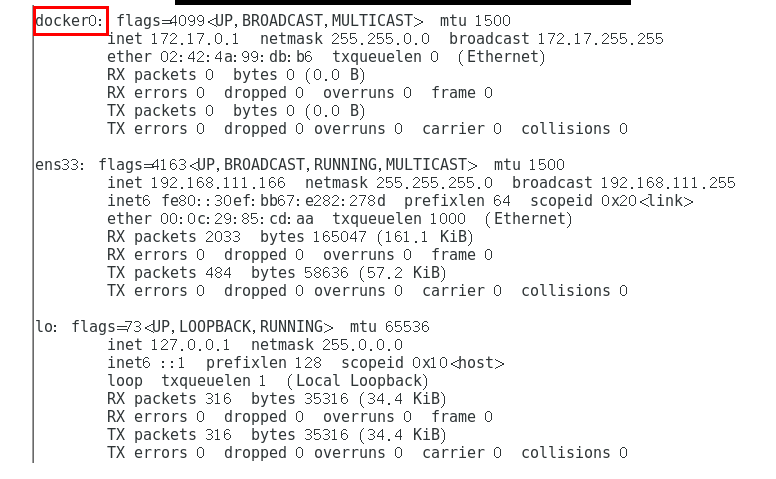 docker0: flags=4099<UP,BROADCAST,MULTICAST> mtu 1500
inet 172.17.0.1 netmask 255.255.0.0 broadcast 172.17.255.255
ether 02:42:4a:99:db:b6 txqueuelen 0 (Ethernet)
RX packets 0 bytes 0 (0.0 B)
RX errors 0 dropped 0 overruns 0 frame 0
TX packets 0 bytes 0 (0.0 B)
TX errors 0 dropped 0 overruns 0 carrier 0 collisions 0
ens33: flags=4163<UP,BROADCAST,RUNNING,MULTICAST> mtu 1500
inet 192.168.111.166 netmask 255.255.255.0 broadcast 192.168.111.255
inet6 fe80::30ef:bb67:e282:278d prefixlen 64 scopeid 0x20<link>
ether 00:0c:29:85:cd:aa txqueuelen 1000 (Ethernet)
RX packets 2033 bytes 165047 (161.1 KiB)
RX errors 0 dropped 0 overruns 0 frame 0
TX packets 484 bytes 58636 (57.2 KiB)
TX errors 0 dropped 0 overruns 0 carrier 0 collisions 0
lo: flags=73<UP,LOOPBACK,RUNNING> mtu 65536
inet 127.0.0.1 netmask 255.0.0.0
inet6 ::1 prefixlen 128 scopeid 0x10<host>
loop txqueuelen 1 (Local Loopback)
RX packets 316 bytes 35316 (34.4 KiB)
RX errors 0 dropped 0 overruns 0 frame 0
TX packets 316 bytes 35316 (34.4 KiB)
TX errors 0 dropped 0 overruns 0 carrier 0 collisions 0